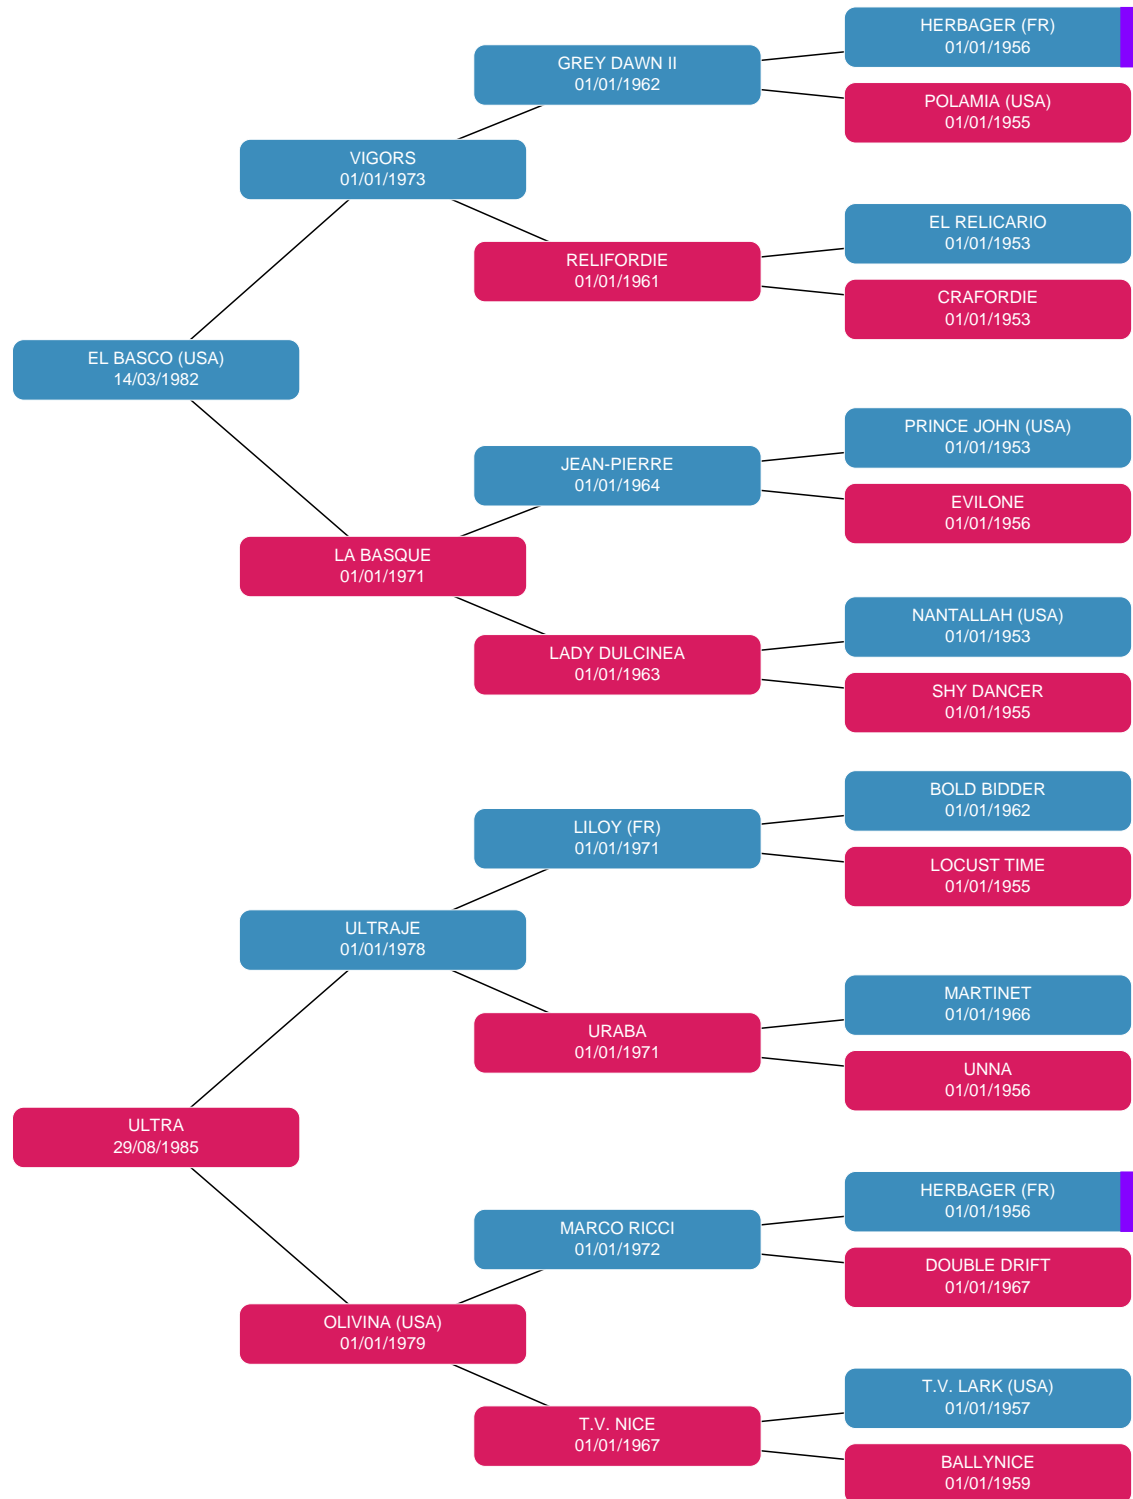 HERBAGER (FR)
01/01/1956
GREY DAWN II
01/01/1962
POLAMIA (USA)
01/01/1955
VIGORS
01/01/1973
EL RELICARIO
01/01/1953
RELIFORDIE
01/01/1961
CRAFORDIE
01/01/1953
EL BASCO (USA)
14/03/1982
PRINCE JOHN (USA)
01/01/1953
JEAN-PIERRE
01/01/1964
EVILONE
01/01/1956
LA BASQUE
01/01/1971
NANTALLAH (USA)
01/01/1953
LADY DULCINEA
01/01/1963
SHY DANCER
01/01/1955
BOLD BIDDER
01/01/1962
LILOY (FR)
01/01/1971
LOCUST TIME
01/01/1955
ULTRAJE
01/01/1978
MARTINET
01/01/1966
URABA
01/01/1971
UNNA
01/01/1956
ULTRA
29/08/1985
HERBAGER (FR)
01/01/1956
MARCO RICCI
01/01/1972
DOUBLE DRIFT
01/01/1967
OLIVINA (USA)
01/01/1979
T.V. LARK (USA)
01/01/1957
T.V. NICE
01/01/1967
BALLYNICE
01/01/1959